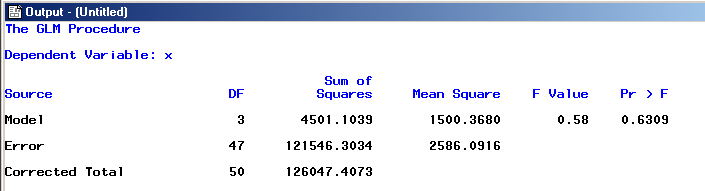 Output - (Untitled)
The GLM Procedure
Dependent Variable: x
Sum of
Source DF Squares Mean Square F Value Pr > F
Model 3 4501.1039 1500.3680 0.58 0.6309
Error 47 121546.3034 2586.0916
Corrected Total 50 126047.4073